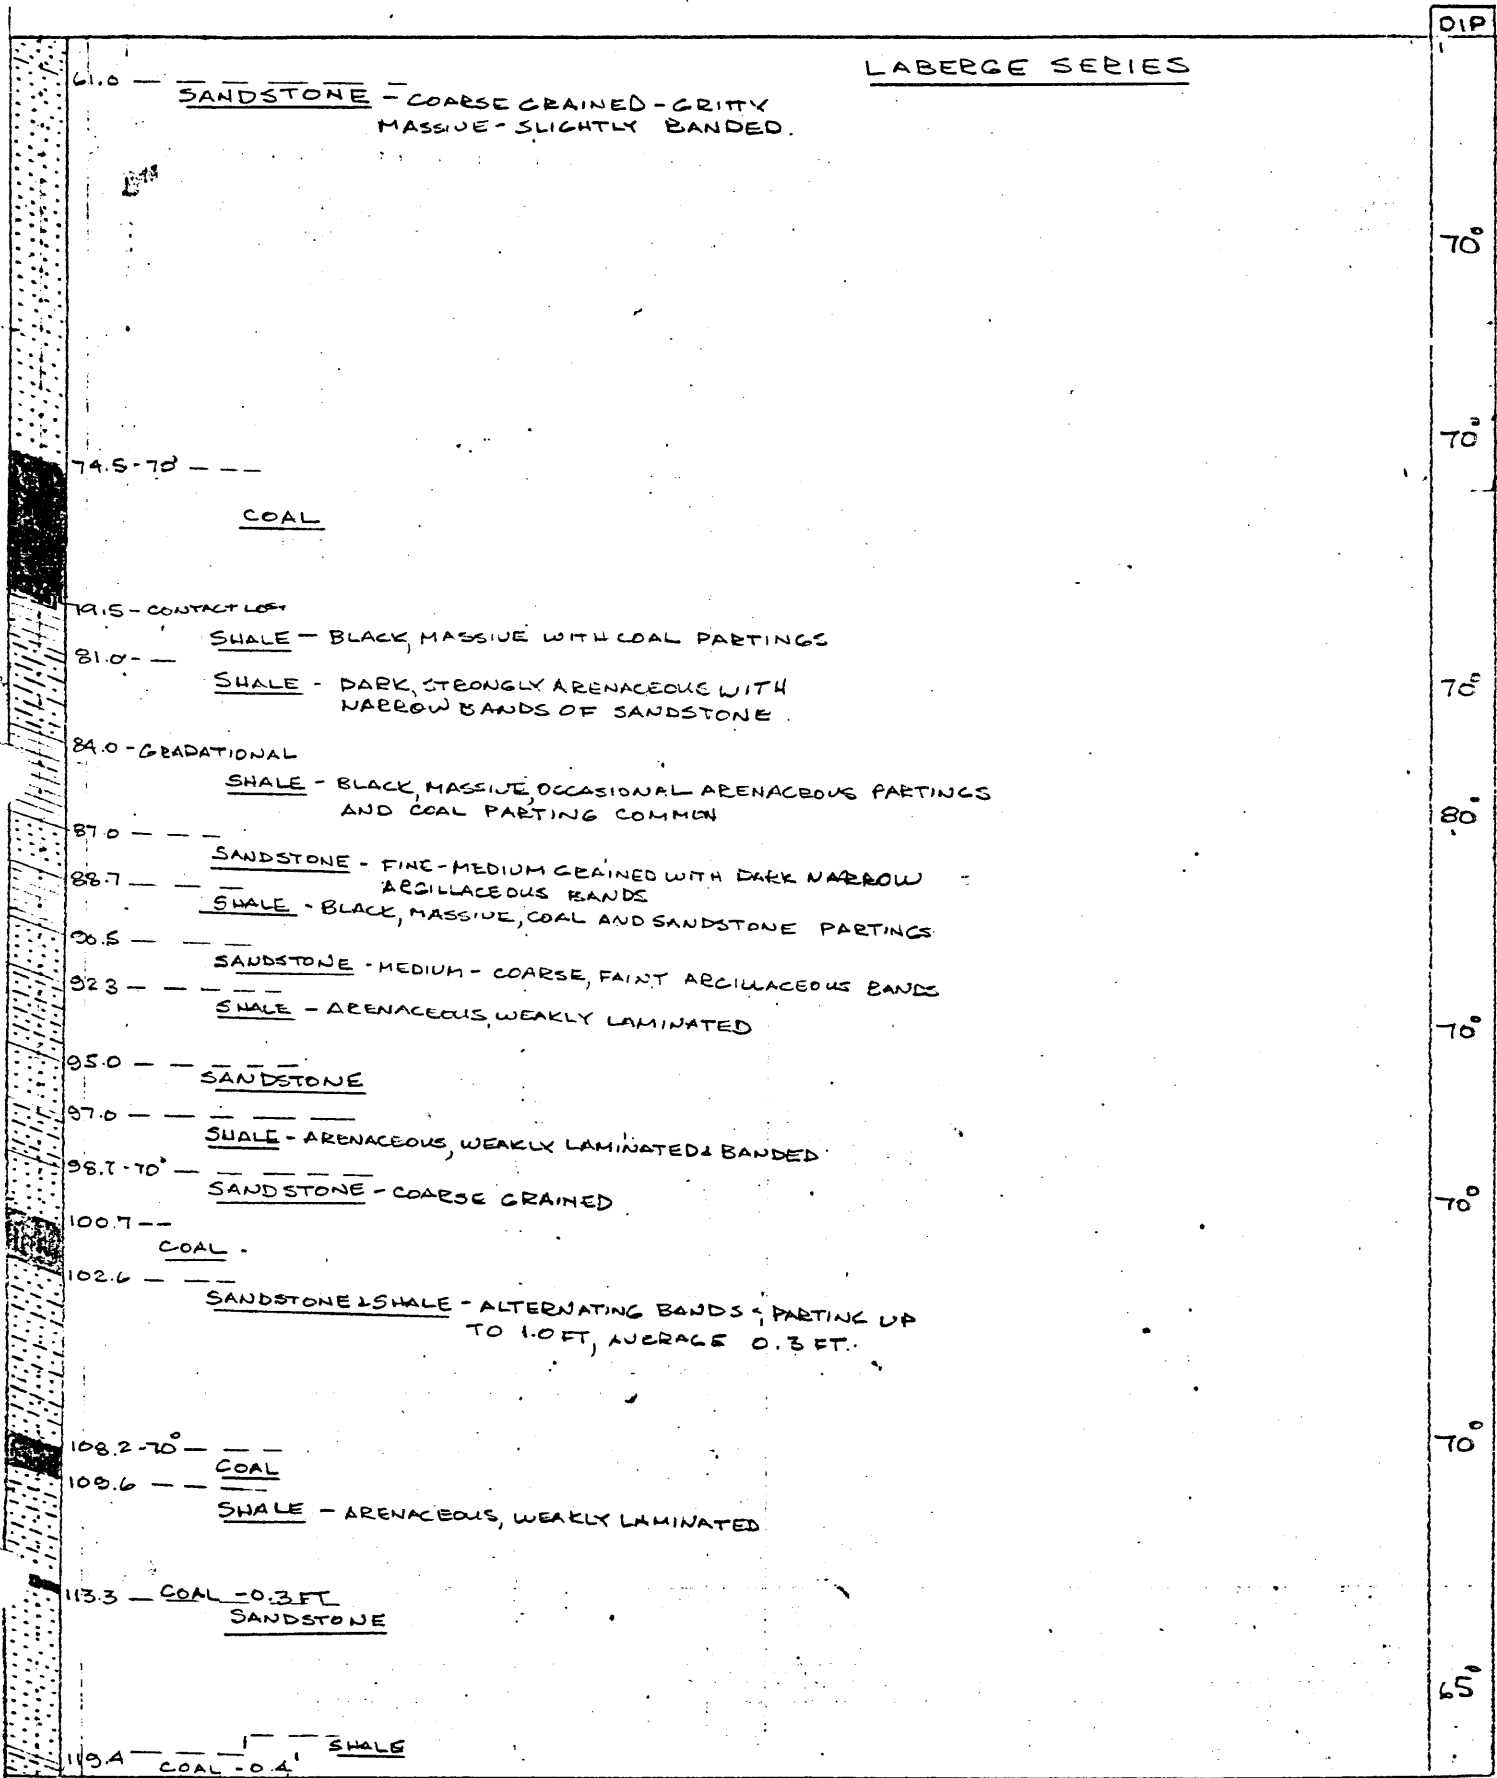 DIP
LABERGE SERIES
61.0 — — — — — —
SANDSTONE - COARSE GRAINED - GRITTY
MASSIVE - SLIGHTLY BANDED.
70°
70°
74.5 - 70° — — —
COAL
79.5 - CONTACT LOST
SHALE - BLACK, MASSIVE WITH COAL PARTINGS
81.0 - —
SHALE - DARK, STRONGLY ARENACEOUS WITH
70°
NARROW BANDS OF SANDSTONE.
84.0 - GRADATIONAL
SHALE - BLACK, MASSIVE, OCCASIONAL ARENACEOUS PARTINGS
AND COAL PARTING COMMON
80°
87.0 — — —
SANDSTONE - FINE-MEDIUM GRAINED WITH DARK NARROW
88.7 — — —
ARGILLACEOUS BANDS
SHALE - BLACK, MASSIVE, COAL AND SANDSTONE PARTINGS
90.5 — — —
SANDSTONE - MEDIUM - COARSE, FAINT ARGILLACEOUS BANDS
92.3 — — — —
SHALE - ARENACEOUS, WEAKLY LAMINATED
70°
95.0 — — — — —
SANDSTONE
97.0 — — — — —
SHALE - ARENACEOUS, WEAKLY LAMINATED & BANDED
98.7 - 70° — — — — —
SANDSTONE - COARSE GRAINED
70°
100.7 - -
COAL
102.6 — — —
SANDSTONE & SHALE - ALTERNATING BANDS & PARTING UP
TO 1.0 FT, AVERAGE 0.3 FT.
108.2 - 70° — — —
70°
COAL
109.6 — — —
SHALE - ARENACEOUS, WEAKLY LAMINATED
113.3 — COAL - 0.3 FT
SANDSTONE
65°
SHALE
119.4 — — —
COAL - 0.4'